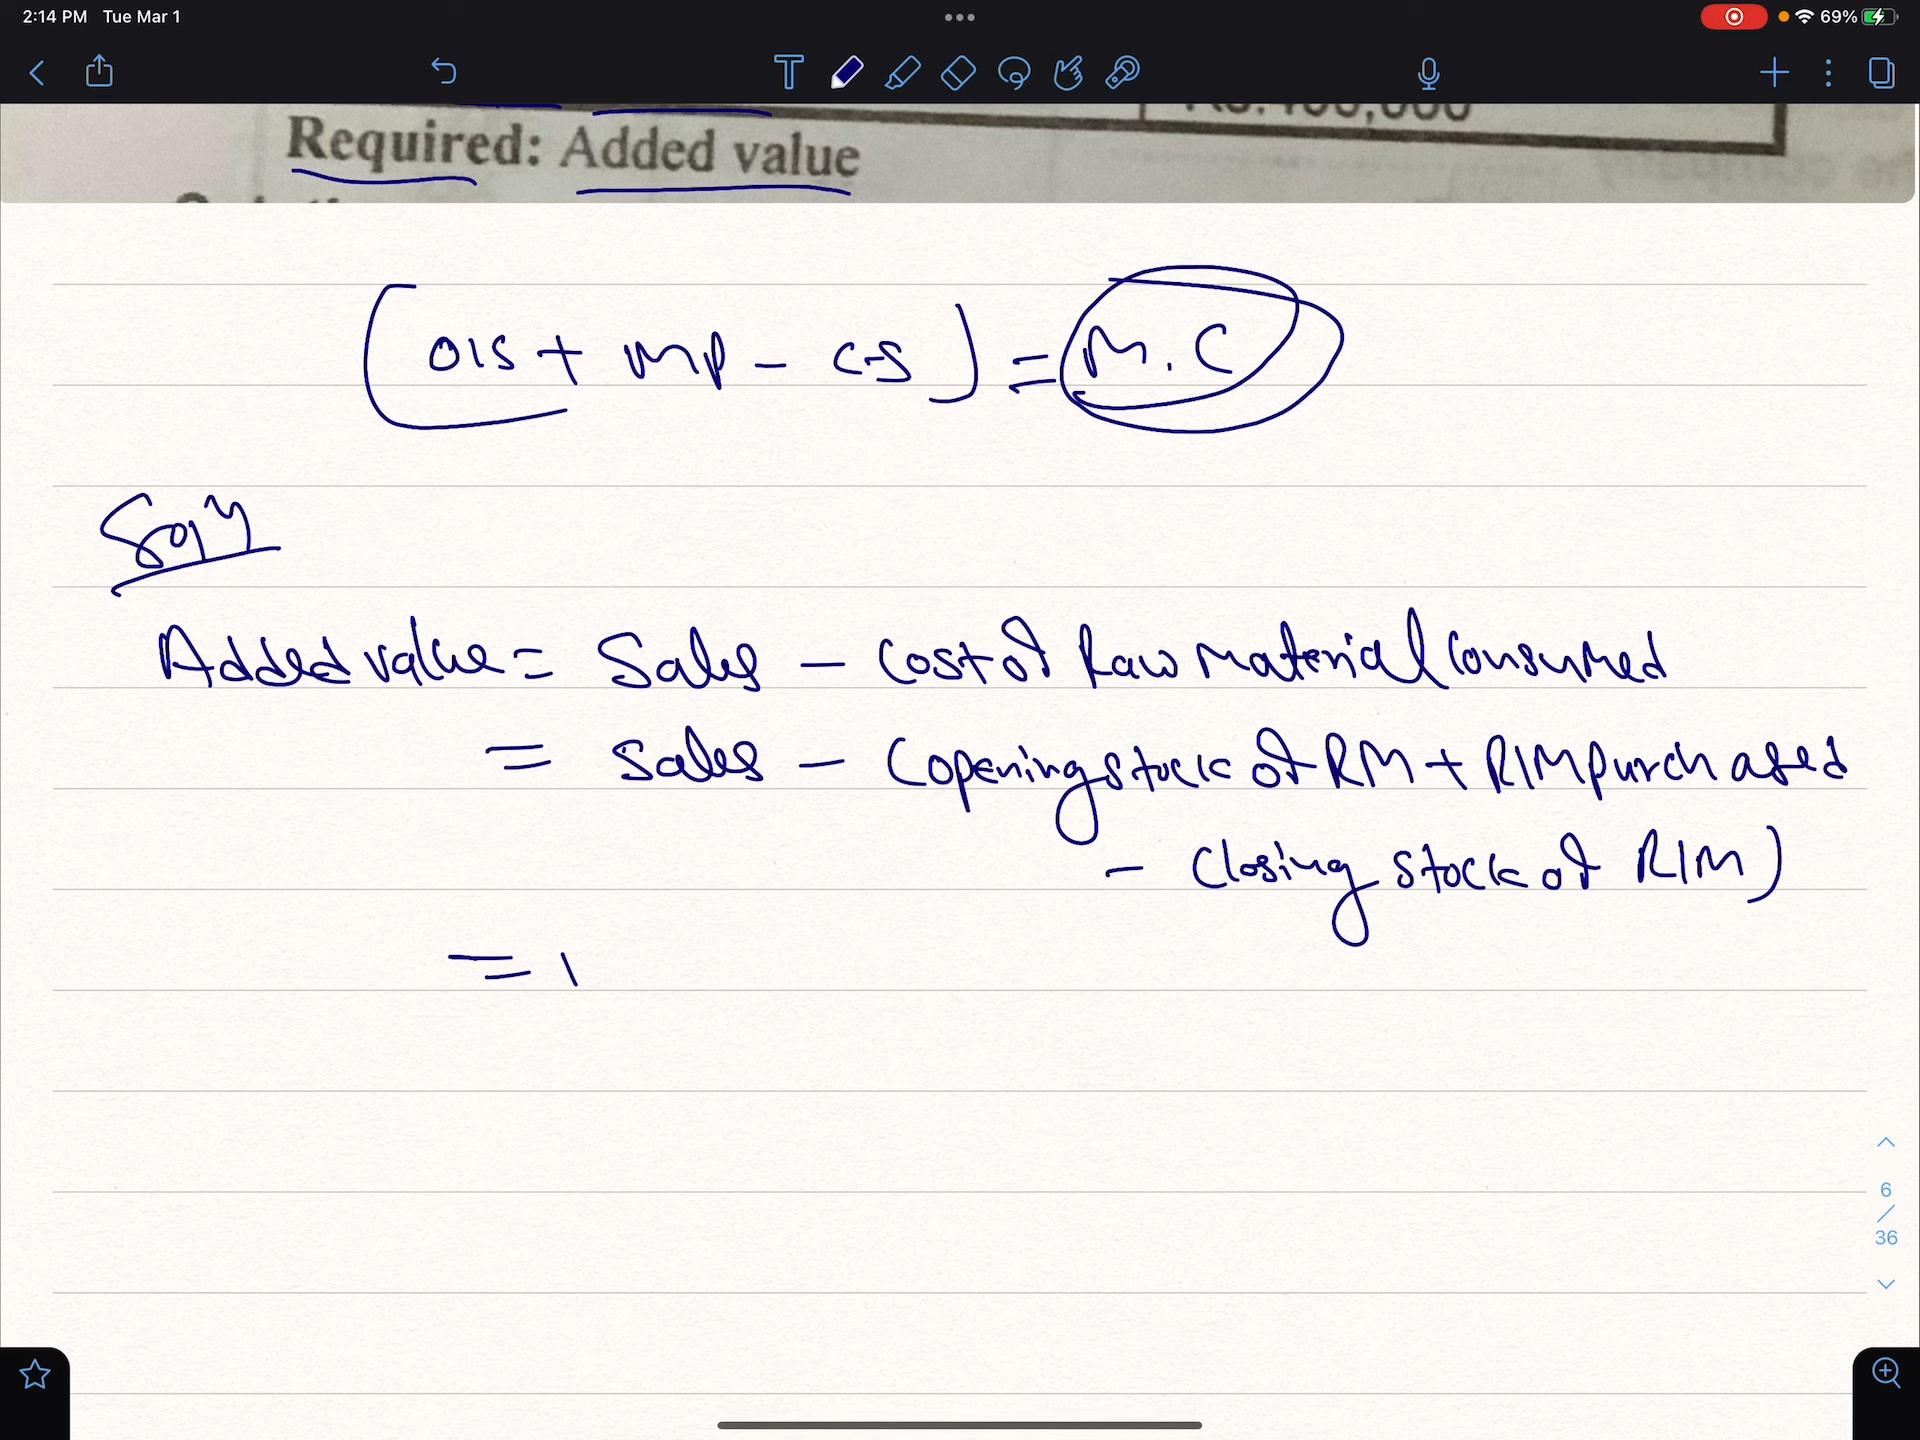 2:14 PM Tue Mar 1
69%
Required: Added value
[O/S + MP - C-S] = M.C
Soln
Added value = Sales - Cost of Raw material Consumed
= Sales - (opening stock of RM + R/M purchased
- Closing stock of R/M)
=
6
/
36